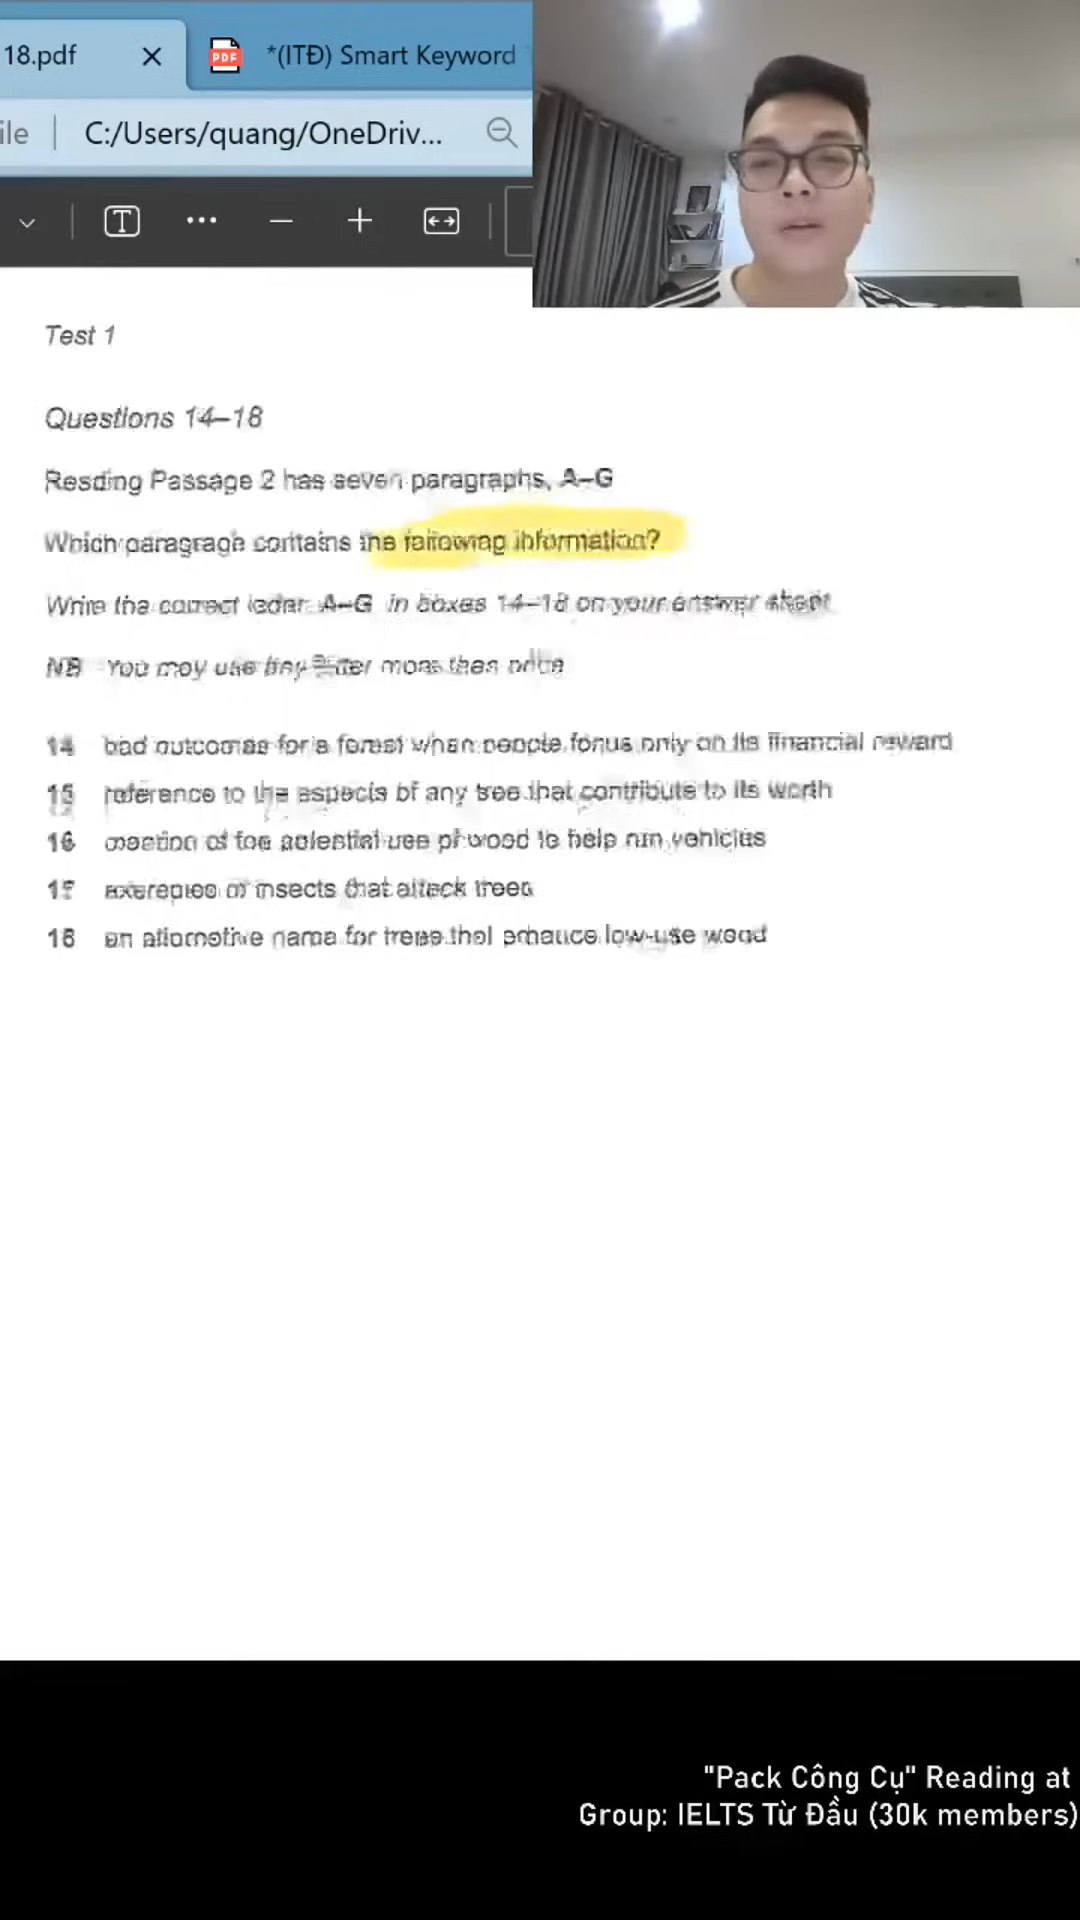 18.pdf
*(ITĐ) Smart Keyword
ile
C:/Users/quang/OneDriv...
Test 1
Questions 14–18
Reading Passage 2 has seven paragraphs, A–G
Which paragraph contains the following information?
Write the correct letter A–G in boxes 14–18 on your answer sheet
NB You may use any letter more than once
14 bad outcomes for a forest when people focus only on its financial reward
15 reference to the aspects of any tree that contribute to its worth
16 mention of the potential use of wood to help run vehicles
17 examples of insects that attack trees
18 an alternative name for trees that produce low-use wood
"Pack Công Cụ" Reading at
Group: IELTS Từ Đầu (30k members)